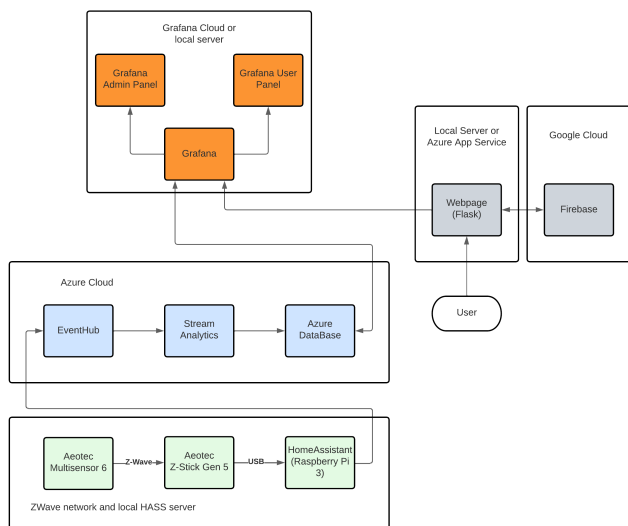 Grafana Cloud or
local server
Grafana
Admin Panel
Grafana User
Panel
Grafana
Local Server or
Azure App Service
Google Cloud
Webpage
(Flask)
Firebase
User
Azure Cloud
EventHub
Stream
Analytics
Azure
DataBase
Aeotec
Multisensor 6
Z-Wave
Aeotec
Z-Stick Gen 5
USB
HomeAssistant
(Raspberry Pi
3)
ZWave network and local HASS server